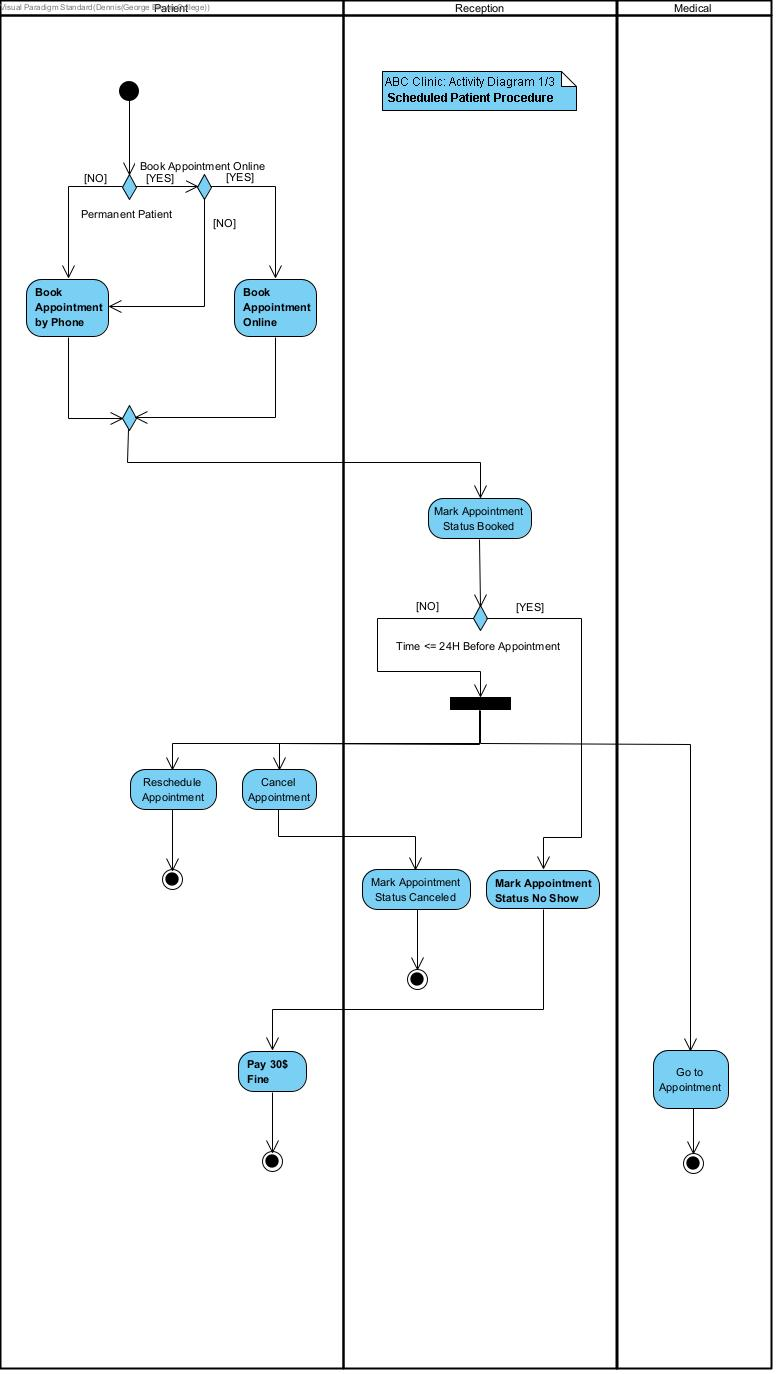 Visual Paradigm Standard(Dennis(George College))
Patient
Reception
Medical
ABC Clinic: Activity Diagram 1/3
Scheduled Patient Procedure
Book Appointment Online
[NO]
[YES]
[YES]
Permanent Patient
[NO]
Book
Appointment
by Phone
Book
Appointment
Online
Mark Appointment
Status Booked
[NO]
[YES]
Time <= 24H Before Appointment
Reschedule
Appointment
Cancel
Appointment
Mark Appointment
Status Canceled
Mark Appointment
Status No Show
Pay 30$
Fine
Go to
Appointment